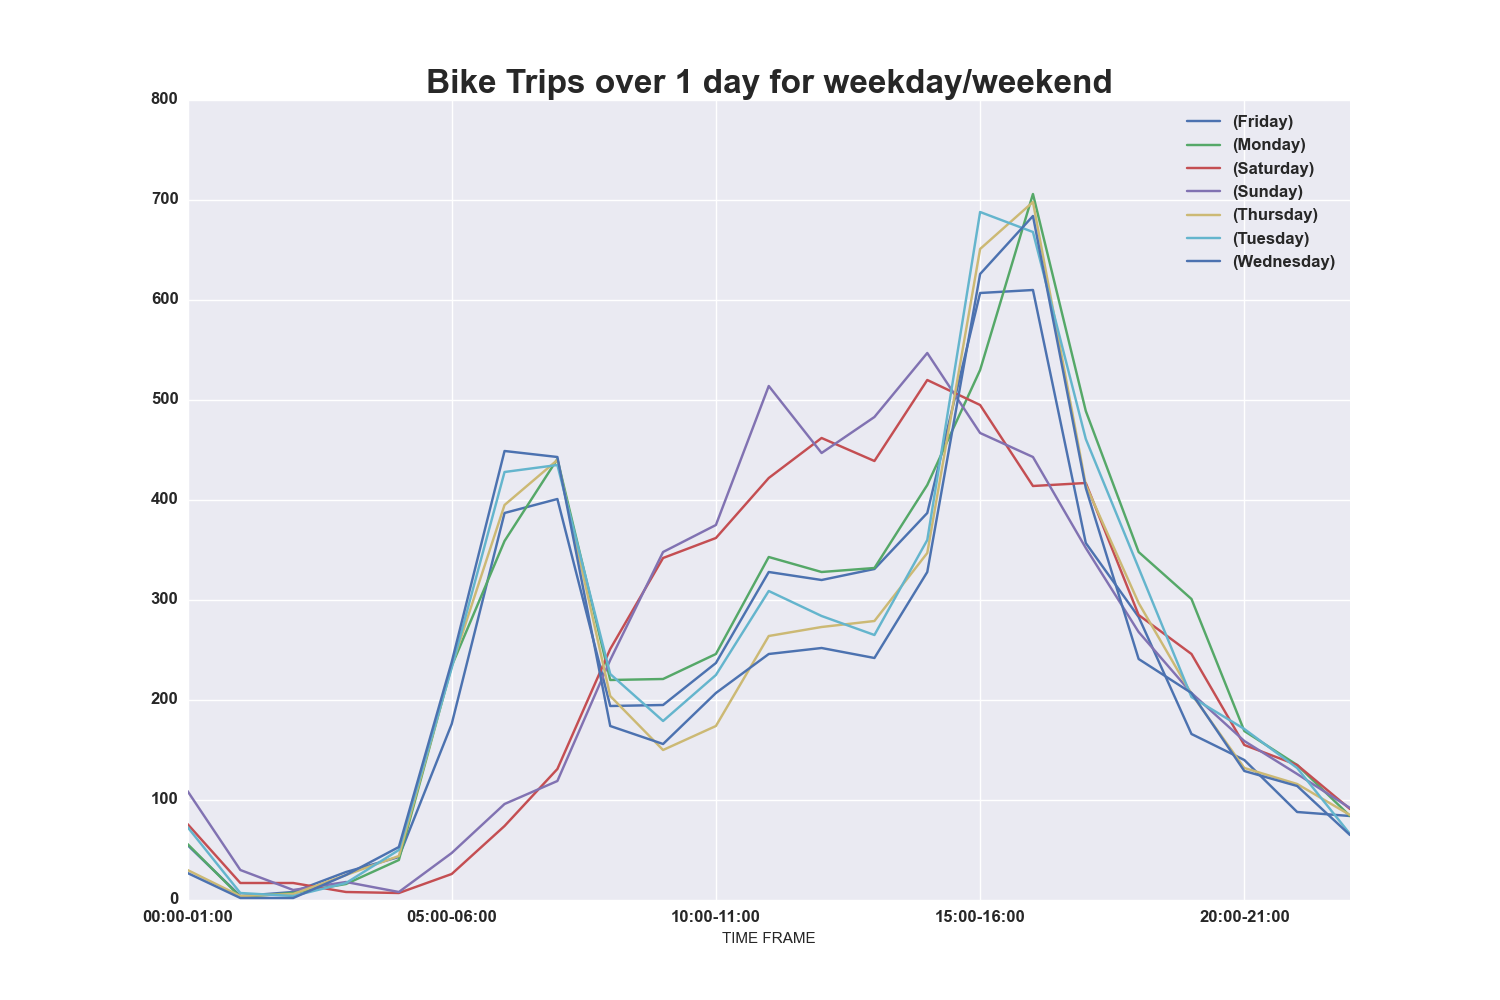 Bike Trips over 1 day for weekday/weekend
800
700
600
500
400
300
200
100
0
(Friday)
(Monday)
(Saturday)
(Sunday)
(Thursday)
(Tuesday)
(Wednesday)
00:00-01:00 05:00-06:00 10:00-11:00 15:00-16:00 20:00-21:00
TIME FRAME